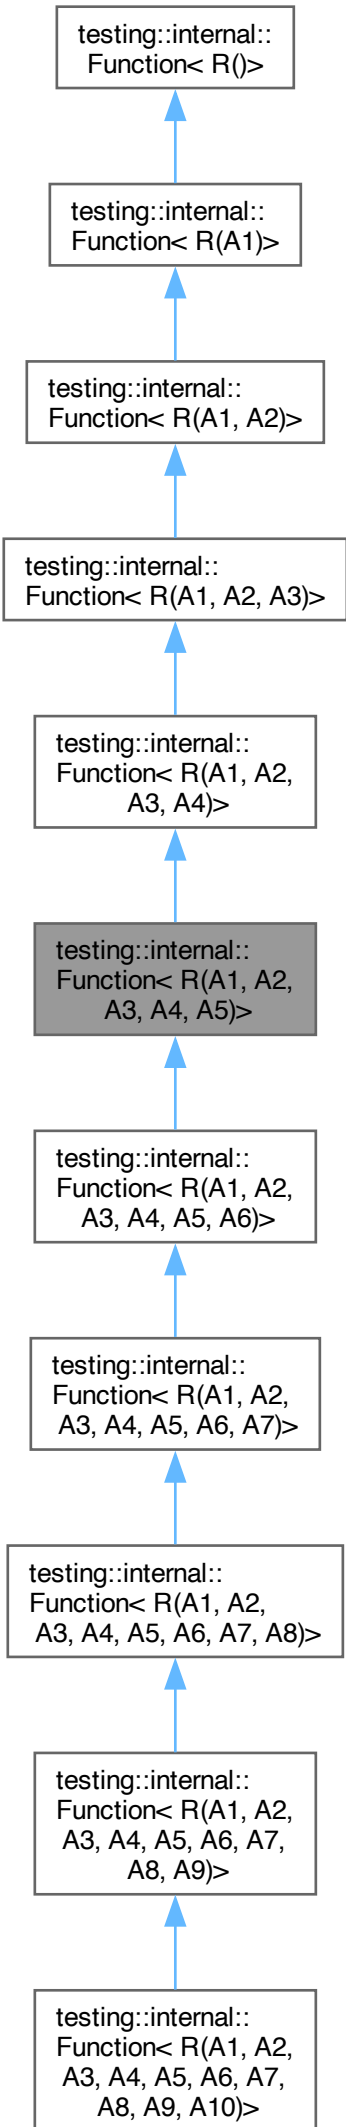 testing::internal::
Function< R()>
testing::internal::
Function< R(A1)>
testing::internal::
Function< R(A1, A2)>
testing::internal::
Function< R(A1, A2, A3)>
testing::internal::
Function< R(A1, A2,
A3, A4)>
testing::internal::
Function< R(A1, A2,
A3, A4, A5)>
testing::internal::
Function< R(A1, A2,
A3, A4, A5, A6)>
testing::internal::
Function< R(A1, A2,
A3, A4, A5, A6, A7)>
testing::internal::
Function< R(A1, A2,
A3, A4, A5, A6, A7, A8)>
testing::internal::
Function< R(A1, A2,
A3, A4, A5, A6, A7,
A8, A9)>
testing::internal::
Function< R(A1, A2,
A3, A4, A5, A6, A7,
A8, A9, A10)>